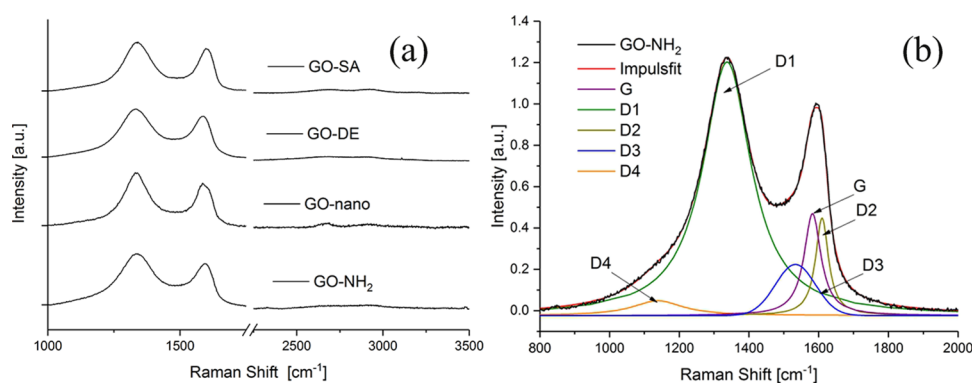 (a)
GO-SA
GO-DE
GO-nano
GO-NH₂
Intensity [a.u.]
1000 1500 2500 3000 3500
Raman Shift [cm⁻¹]
(b)
1.4
1.2
1.0
0.8
0.6
0.4
0.2
0.0
Intensity [a.u.]
GO-NH₂
Impulsfit
G
D1
D2
D3
D4
D1
G
D2
D3
D4
800 1000 1200 1400 1600 1800 2000
Raman Shift [cm⁻¹]